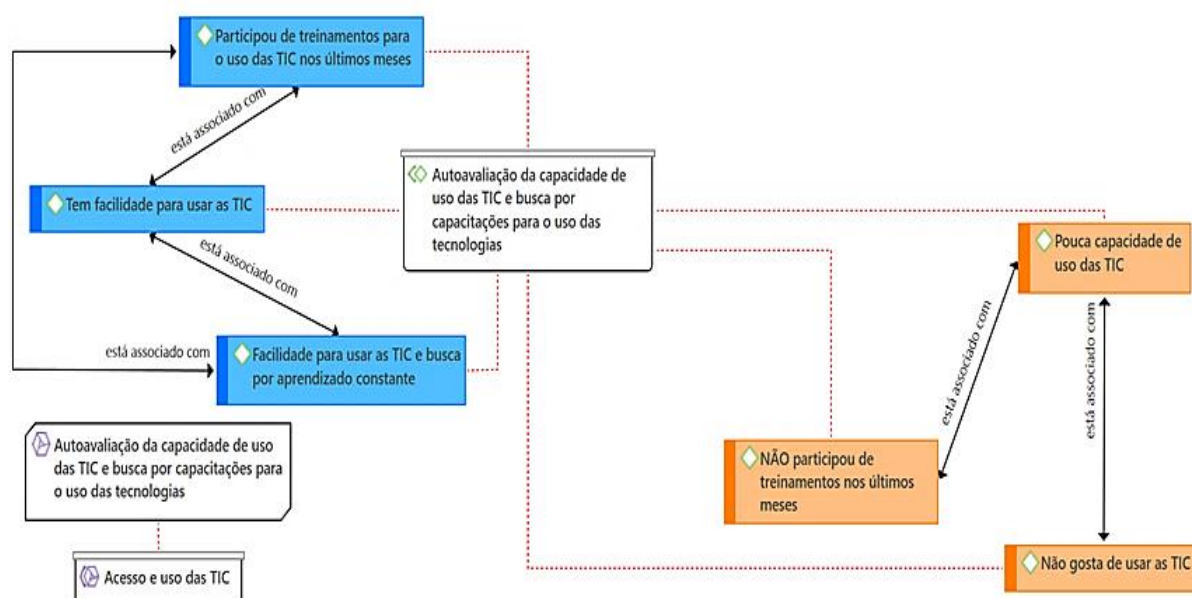 Participou de treinamentos para
o uso das TIC nos últimos meses
está associado com
Tem facilidade para usar as TIC
está associado com
está associado com
Facilidade para usar as TIC e busca
por aprendizado constante
Autoavaliação da capacidade de
uso das TIC e busca por
capacitações para o uso das
tecnologias
Pouca capacidade de
uso das TIC
está associado com
está associado com
NÃO participou de
treinamentos nos últimos
meses
Não gosta de usar as TIC
Autoavaliação da capacidade de uso
das TIC e busca por capacitações para
o uso das tecnologias
Acesso e uso das TIC